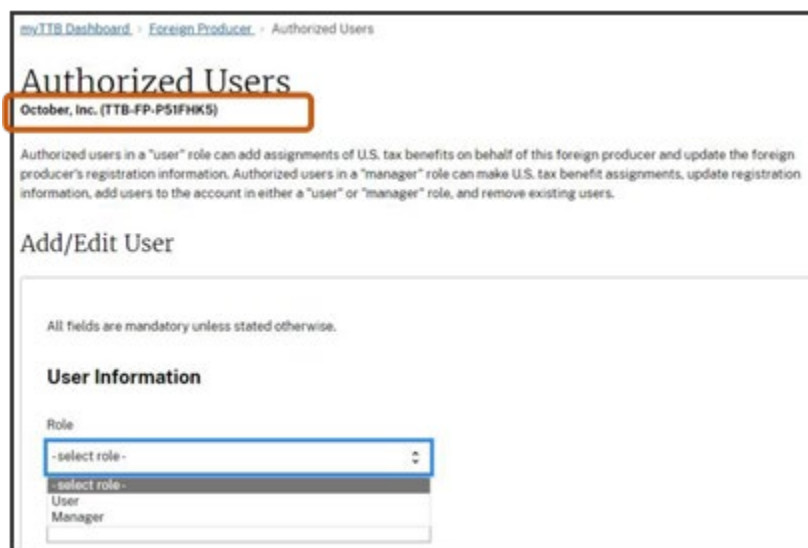 myTTB Dashboard > Foreign Producer > Authorized Users
Authorized Users
October, Inc. (TTB-FP-P51FHK5)
Authorized users in a "user" role can add assignments of U.S. tax benefits on behalf of this foreign producer and update the foreign
producer's registration information. Authorized users in a "manager" role can make U.S. tax benefit assignments, update registration
information, add users to the account in either a "user" or "manager" role, and remove existing users.
Add/Edit User
All fields are mandatory unless stated otherwise.
User Information
Role
- select role -
- select role -
User
Manager